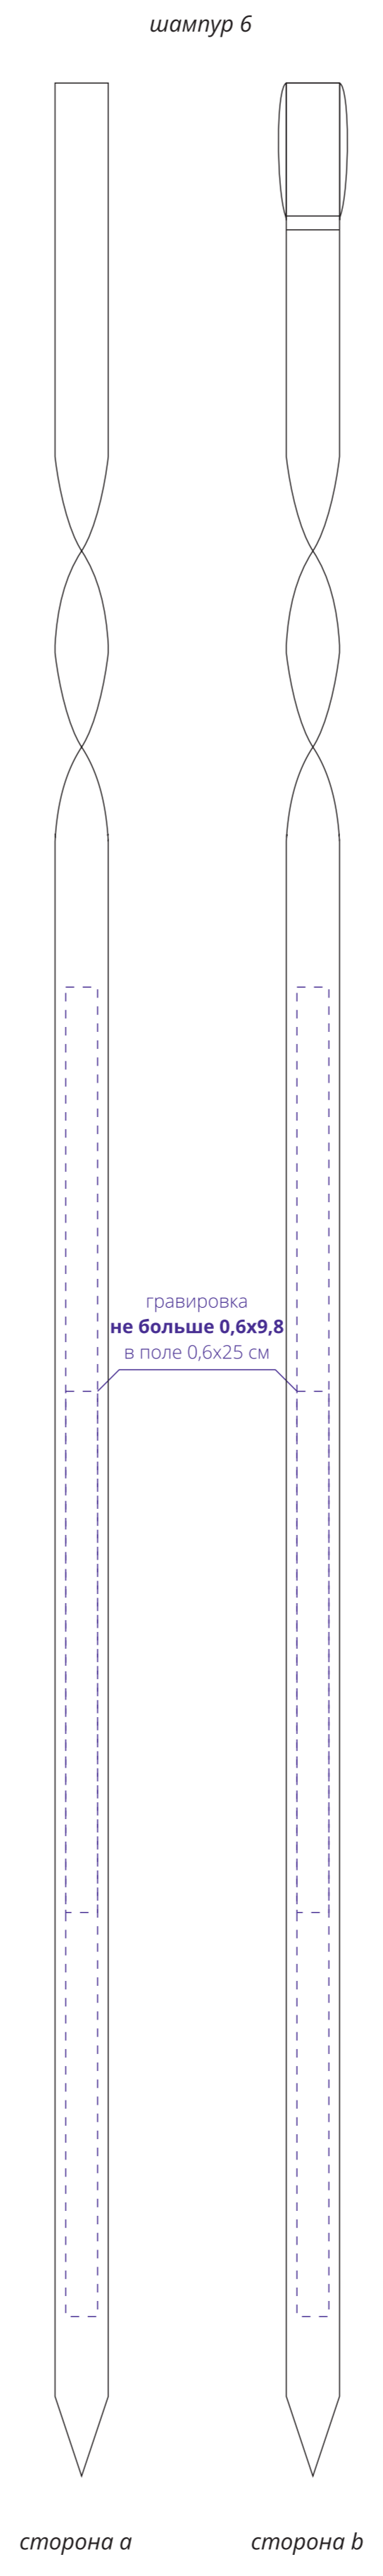 шампур 6
гравировка
не больше 0,6х9,8
в поле 0,6х25 см
сторона a
сторона b